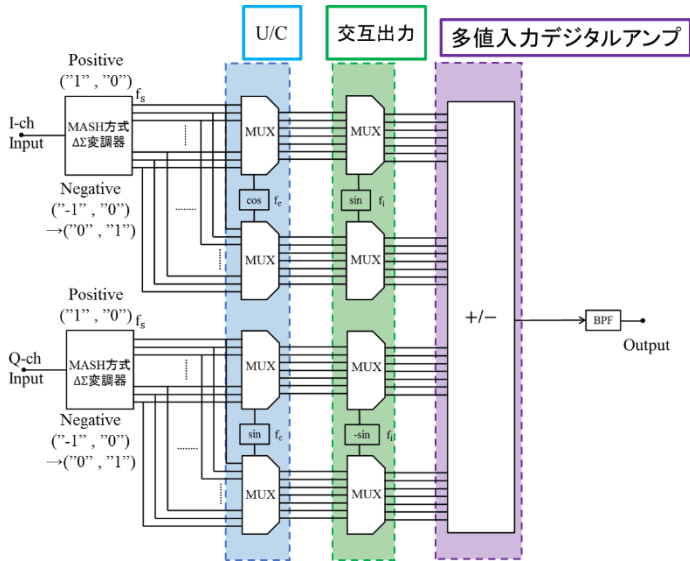 U/C
交互出力
多値入力デジタルアンプ
Positive
("1" , "0")
fs
I-ch
Input
MASH方式
ΔΣ変調器
MUX
MUX
Negative
("-1" , "0")
→("0" , "1")
cos
fc
sin
fi
MUX
MUX
+/−
BPF
Output
Positive
("1" , "0")
fs
Q-ch
Input
MASH方式
ΔΣ変調器
MUX
MUX
Negative
("-1" , "0")
→("0" , "1")
sin
fc
-sin
fi
MUX
MUX